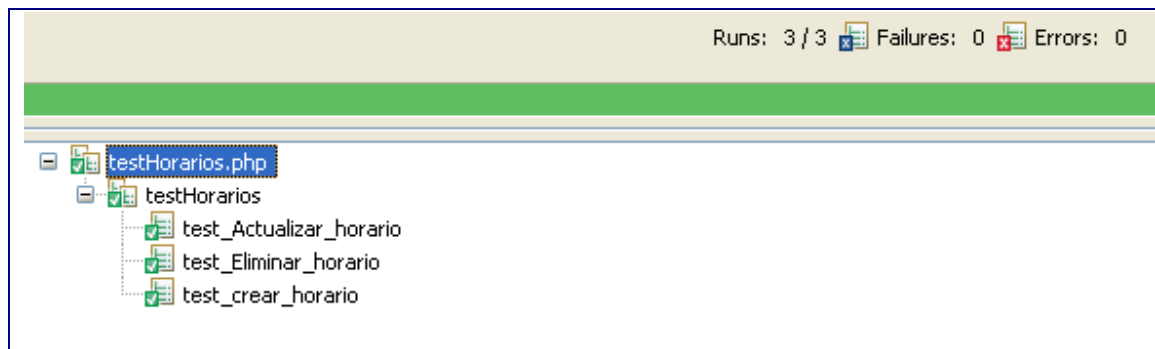 Runs: 3 / 3 Failures: 0 Errors: 0
testHorarios.php
testHorarios
test_Actualizar_horario
test_Eliminar_horario
test_crear_horario